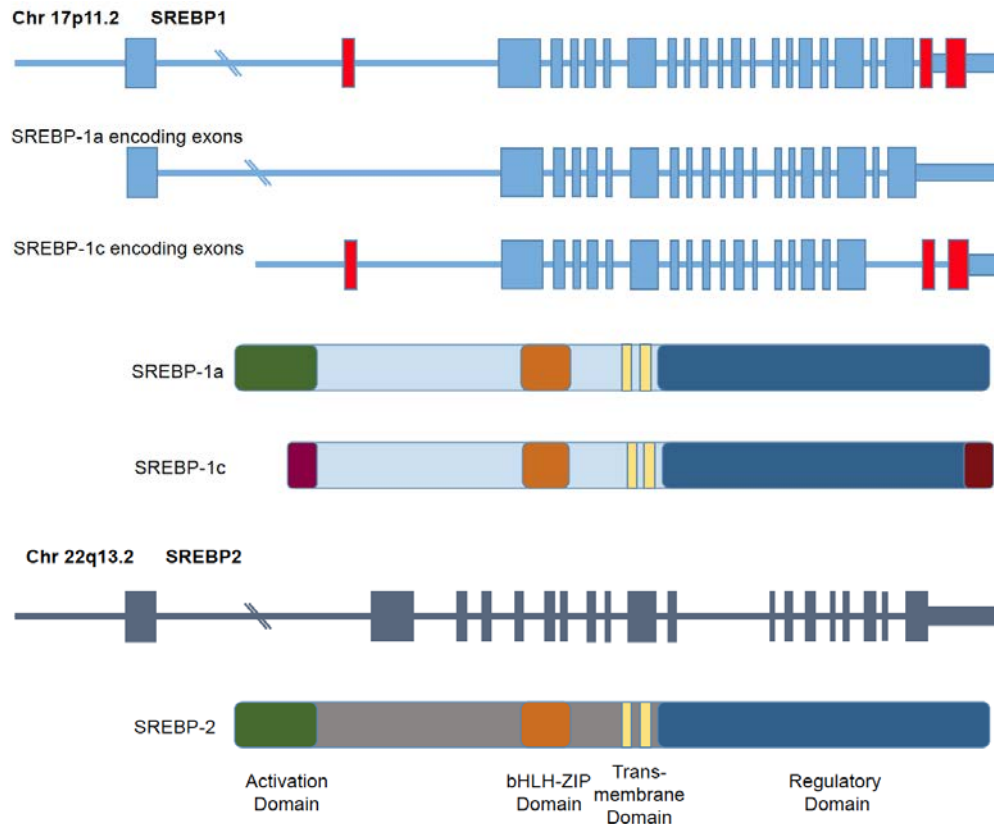 Chr 17p11.2 SREBP1
SREBP-1a encoding exons
SREBP-1c encoding exons
SREBP-1a
SREBP-1c
Chr 22q13.2 SREBP2
SREBP-2
Activation
Domain
bHLH-ZIP
Domain
Trans-
membrane
Domain
Regulatory
Domain